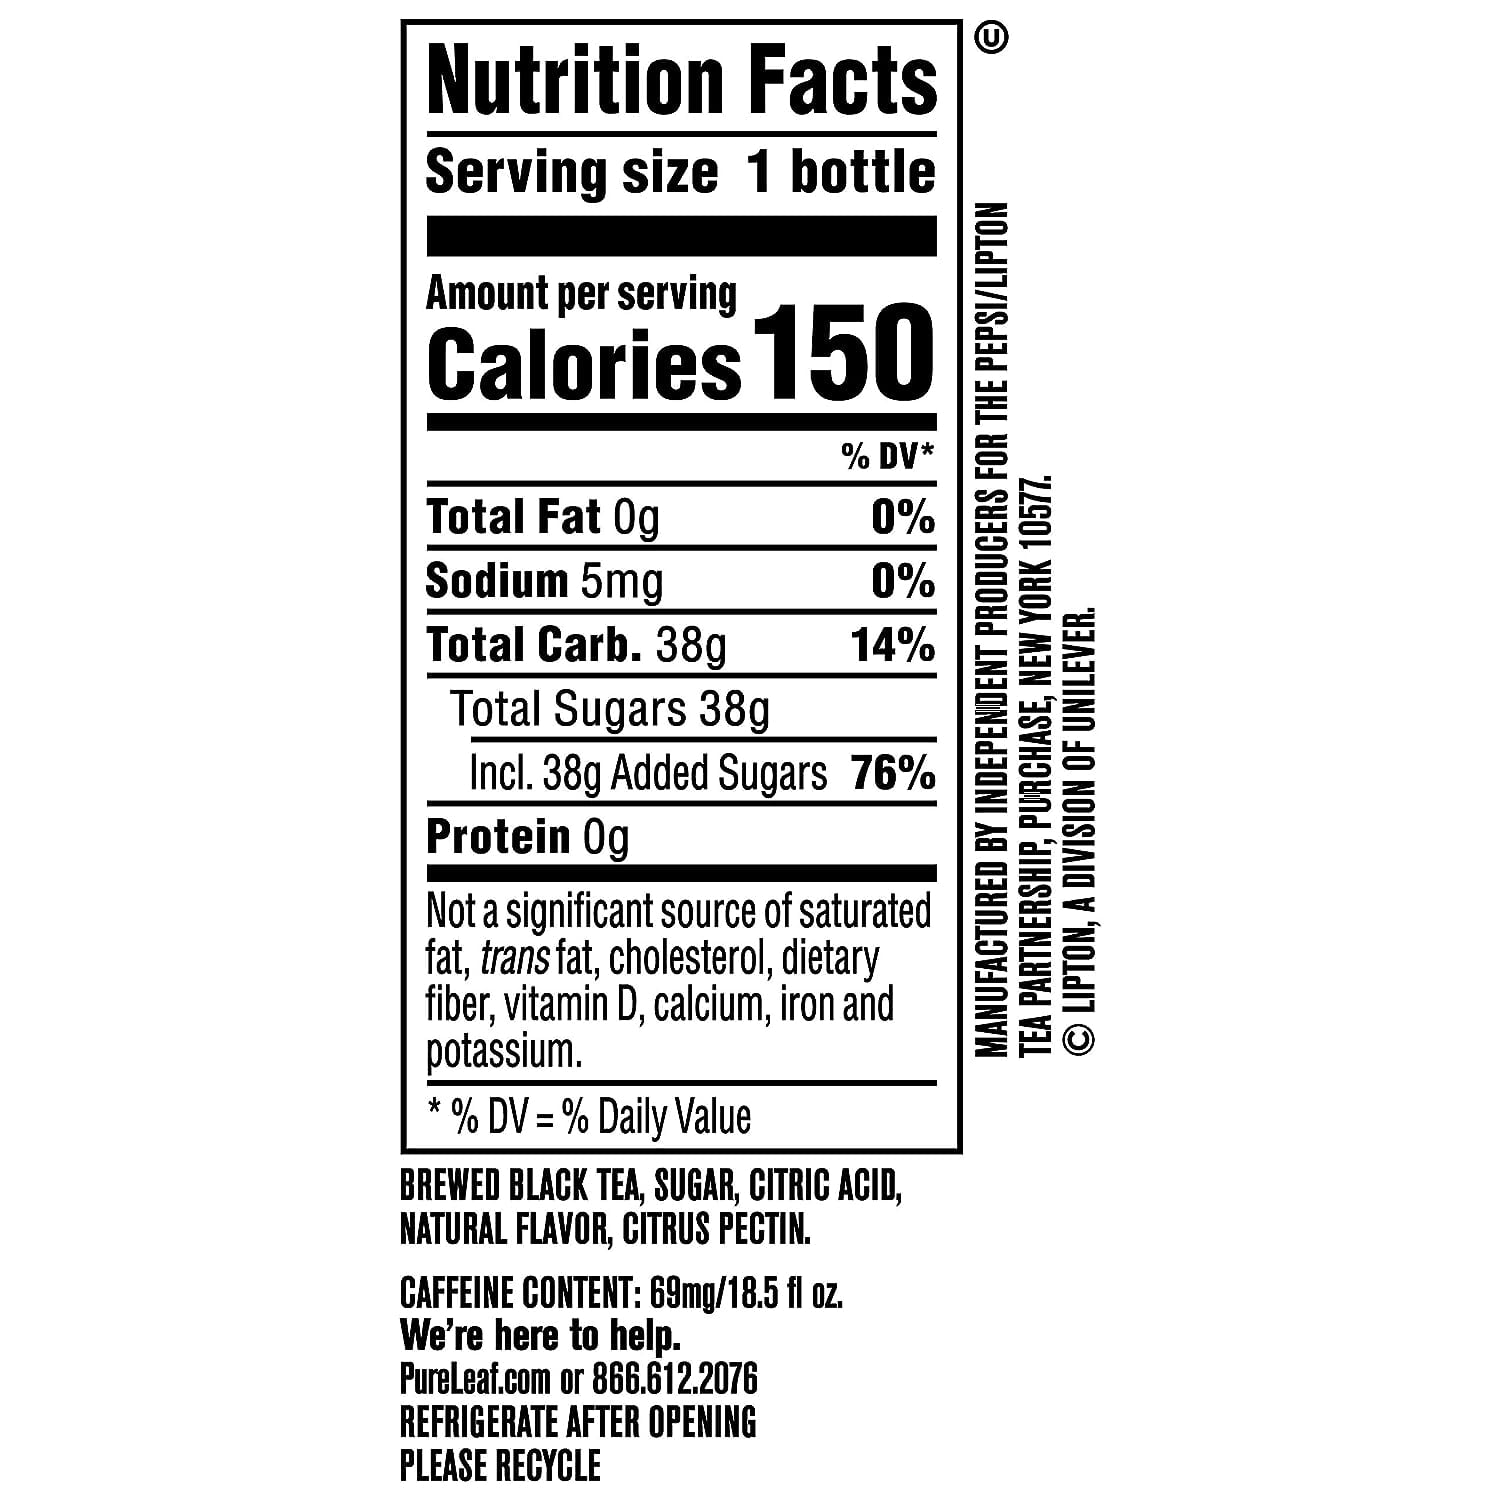 Nutrition Facts
Serving size 1 bottle
Amount per serving
Calories 150
% DV*
Total Fat 0g 0%
Sodium 5mg 0%
Total Carb. 38g 14%
Total Sugars 38g
Incl. 38g Added Sugars 76%
Protein 0g
Not a significant source of saturated
fat, trans fat, cholesterol, dietary
fiber, vitamin D, calcium, iron and
potassium.
* % DV = % Daily Value
BREWED BLACK TEA, SUGAR, CITRIC ACID,
NATURAL FLAVOR, CITRUS PECTIN.
CAFFEINE CONTENT: 69mg/18.5 fl oz.
We're here to help.
PureLeaf.com or 866.612.2076
REFRIGERATE AFTER OPENING
PLEASE RECYCLE
U
MANUFACTURED BY INDEPENDENT PRODUCERS FOR THE PEPSI/LIPTON
TEA PARTNERSHIP, PURCHASE, NEW YORK 10577.
© LIPTON, A DIVISION OF UNILEVER.